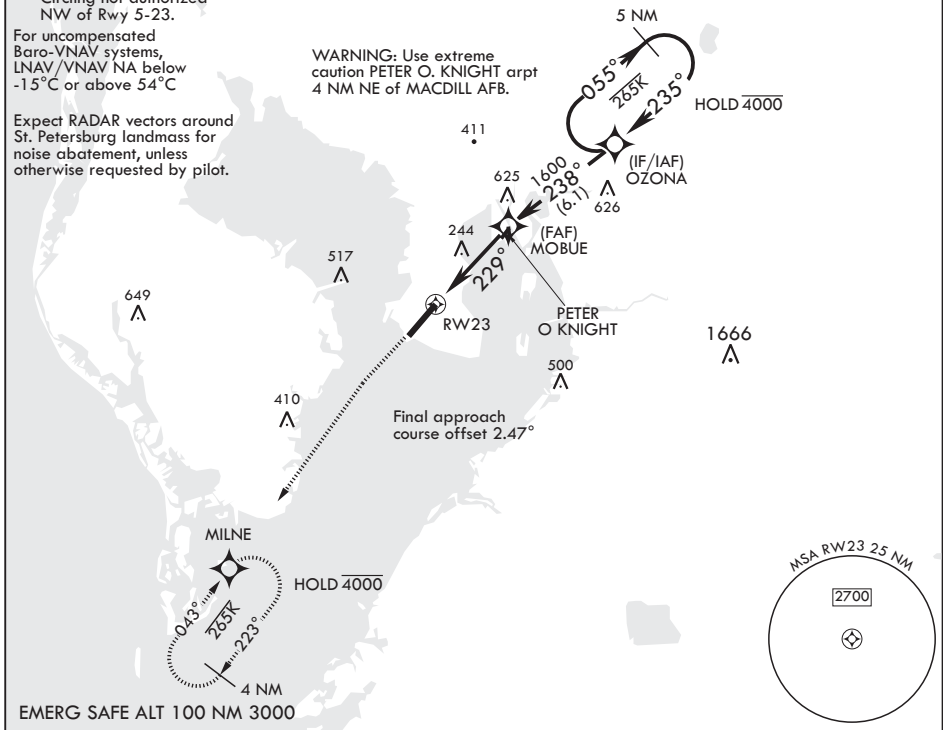 Circling not authorized
NW of Rwy 5-23.
For uncompensated
Baro-VNAV systems,
LNAV/VNAV NA below
-15°C or above 54°C
Expect RADAR vectors around
St. Petersburg landmass for
noise abatement, unless
otherwise requested by pilot.
WARNING: Use extreme
caution PETER O. KNIGHT arpt
4 NM NE of MACDILL AFB.
5 NM
055°
265K
235°
HOLD 4000
(IF/IAF)
OZONA
411
1600
238°
(6.1)
625
626
(FAF)
MOBUE
244
229°
517
649
RW23
PETER
O KNIGHT
1666
500
410
Final approach
course offset 2.47°
MILNE
HOLD 4000
043°
265K
223°
4 NM
MSA RW23 25 NM
2700
EMERG SAFE ALT 100 NM 3000